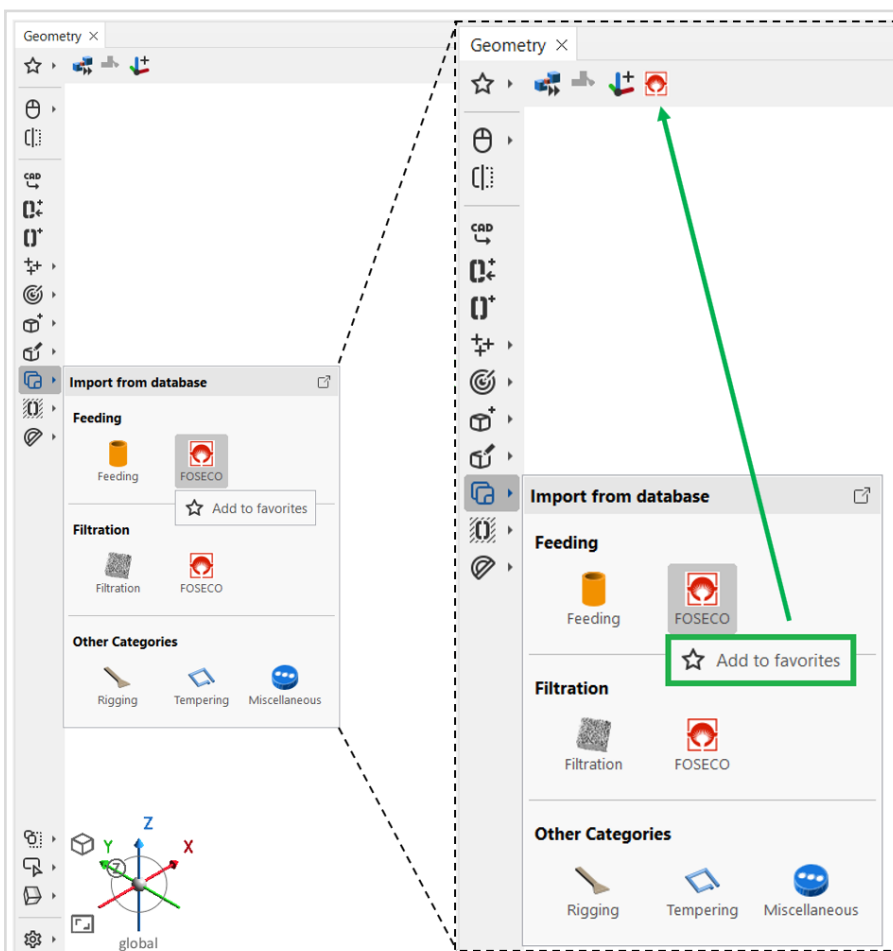 Geometry
CAD
Import from database
Feeding
Feeding
FOSECO
Add to favorites
Filtration
Filtration
FOSECO
Other Categories
Rigging
Tempering
Miscellaneous
Z
Y
X
Z
global
Geometry
CAD
Import from database
Feeding
Feeding
FOSECO
Add to favorites
Filtration
Filtration
FOSECO
Other Categories
Rigging
Tempering
Miscellaneous